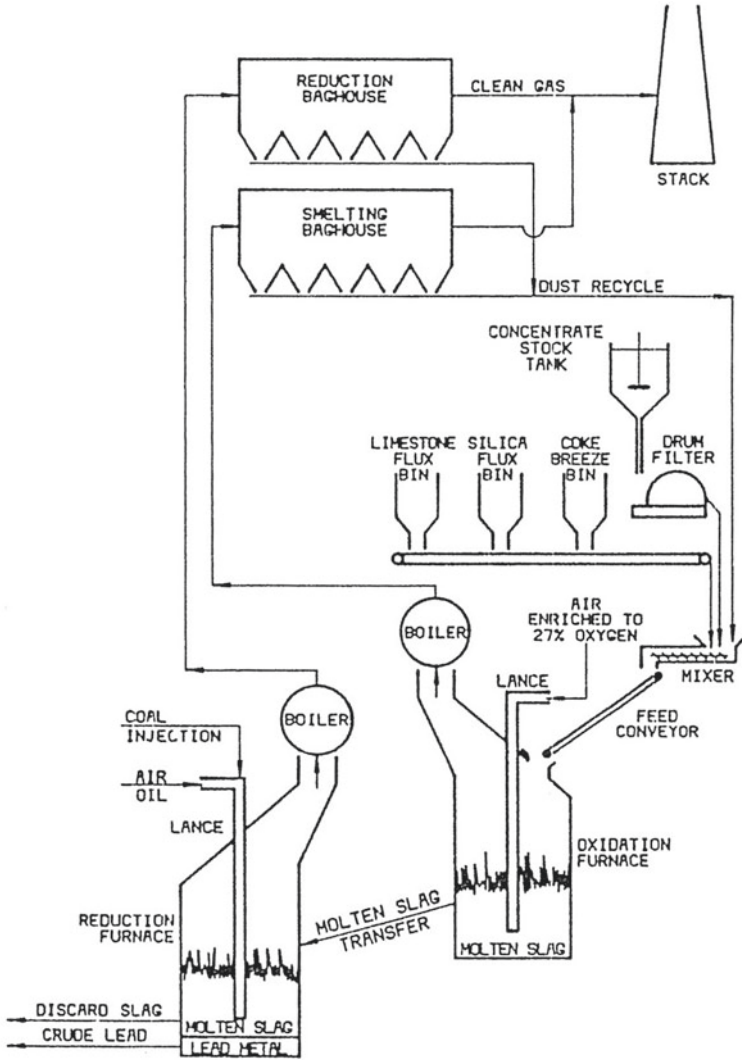 REDUCTION
BAGHOUSE
CLEAN GAS
STACK
SMELTING
BAGHOUSE
DUST RECYCLE
CONCENTRATE
STOCK
TANK
LIMESTONE
FLUX
BIN
SILICA
FLUX
BIN
COKE
BREEZE
BIN
DRUM
FILTER
BOILER
AIR
ENRICHED TO
27% OXYGEN
LANCE
MIXER
FEED
CONVEYOR
COAL
INJECTION
BOILER
AIR
OIL
LANCE
OXIDATION
FURNACE
REDUCTION
FURNACE
MOLTEN SLAG
TRANSFER
MOLTEN SLAG
DISCARD SLAG
MOLTEN SLAG
CRUDE LEAD
LEAD METAL